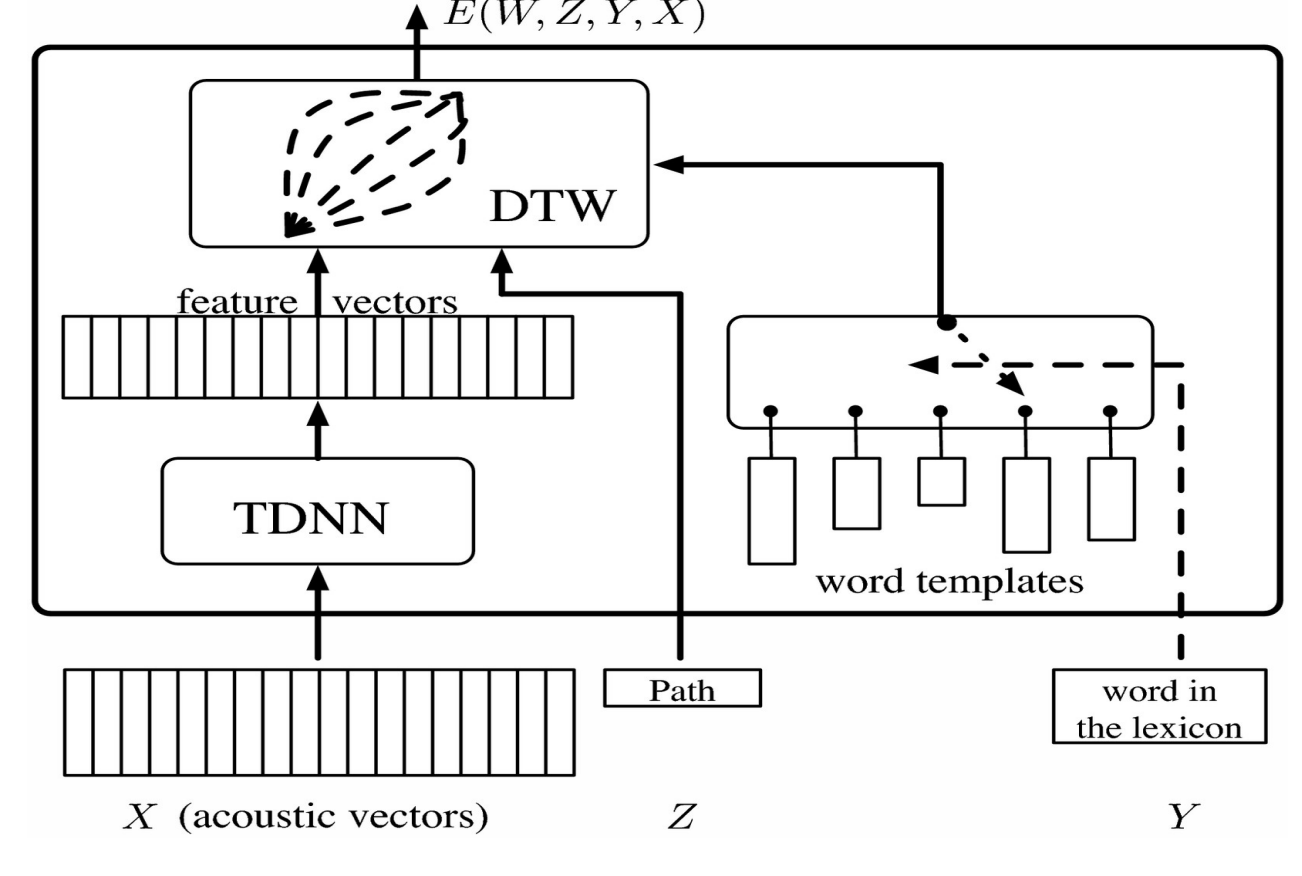 E(W, Z, Y, X)
DTW
feature vectors
TDNN
word templates
Path
word in
the lexicon
X (acoustic vectors)
Z
Y